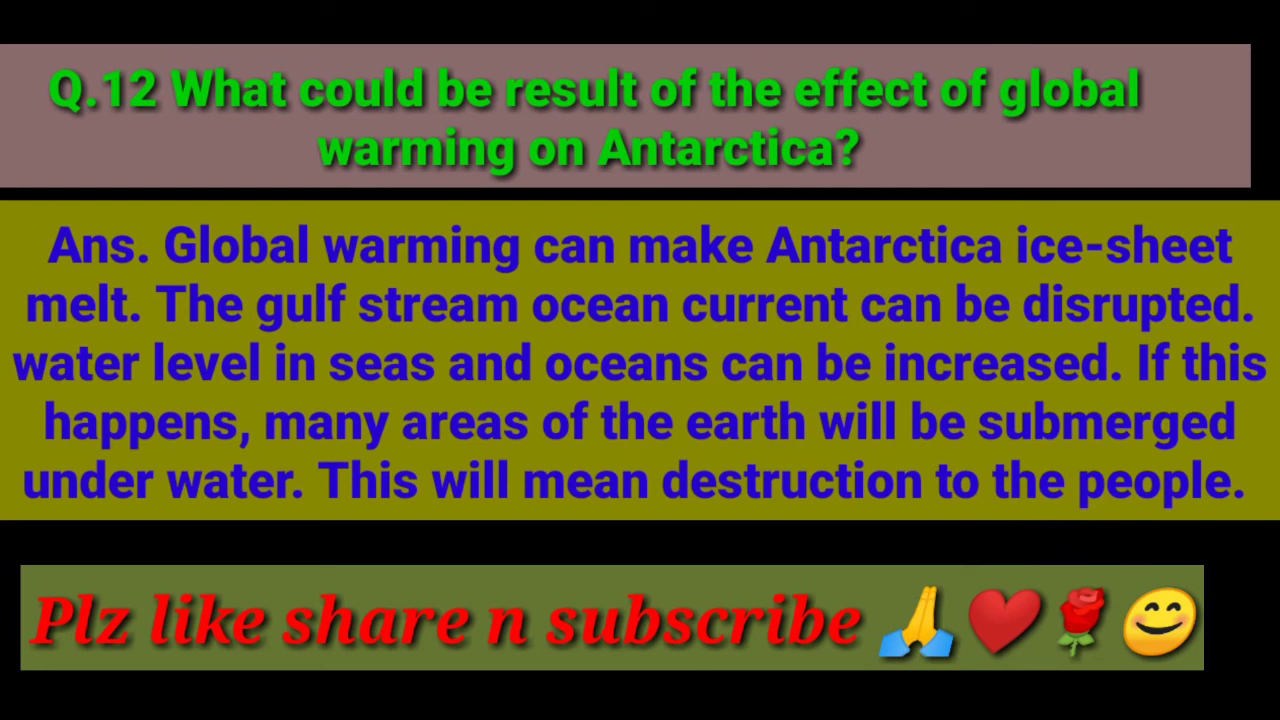 Q.12 What could be result of the effect of global
warming on Antarctica?
Ans. Global warming can make Antarctica ice-sheet
melt. The gulf stream ocean current can be disrupted.
water level in seas and oceans can be increased. If this
happens, many areas of the earth will be submerged
under water. This will mean destruction to the people.
Plz like share n subscribe 🙏❤️🌹😊